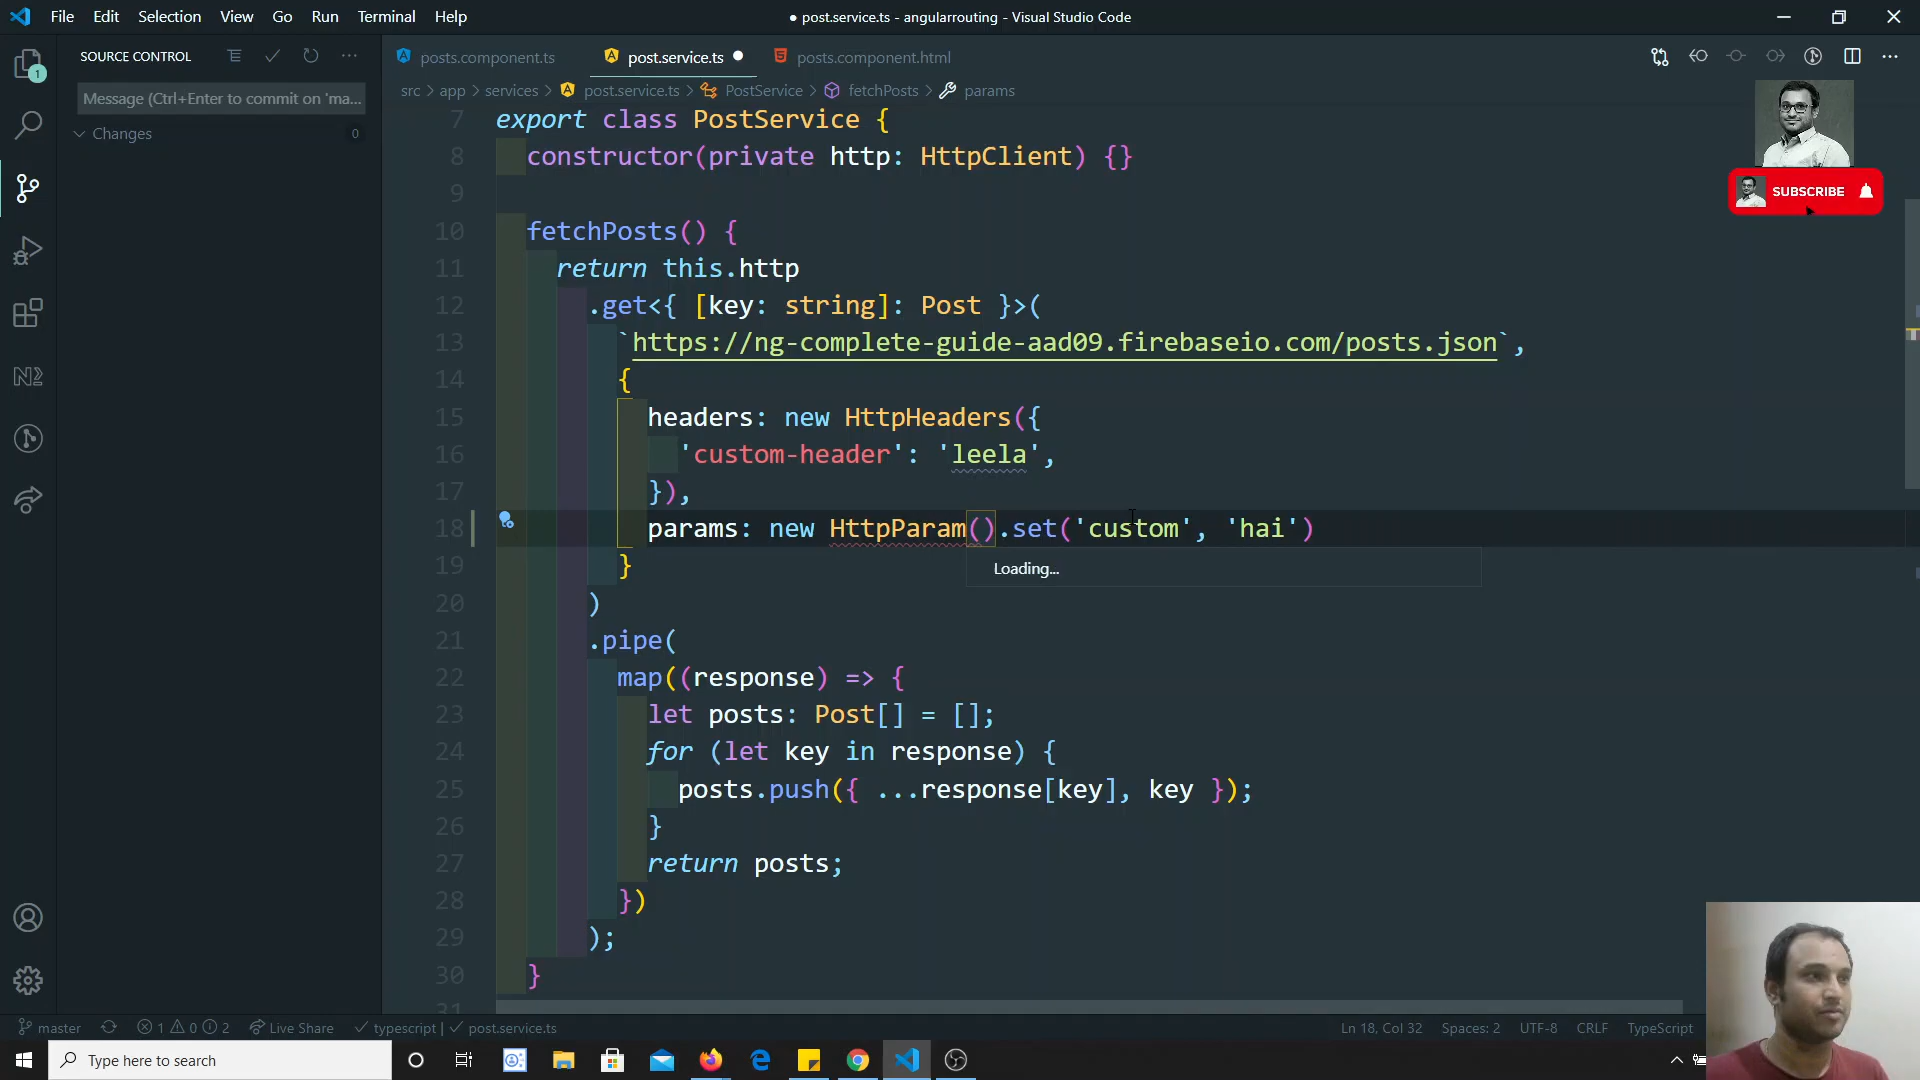 File Edit Selection View Go Run Terminal Help
● post.service.ts - angularrouting - Visual Studio Code
SOURCE CONTROL
posts.component.ts
post.service.ts
posts.component.html
1
Message (Ctrl+Enter to commit on 'ma...
Changes 0
src > app > services > post.service.ts > PostService > fetchPosts > params
SUBSCRIBE
7 export class PostService {
8 constructor(private http: HttpClient) {}
9
10 fetchPosts() {
11 return this.http
12 .get<{ [key: string]: Post }>(
13 `https://ng-complete-guide-aad09.firebaseio.com/posts.json`,
14 {
15 headers: new HttpHeaders({
16 'custom-header': 'leela',
17 }),
18 params: new HttpParam().set('custom', 'hai')
Loading...
19 }
20 )
21 .pipe(
22 map((response) => {
23 let posts: Post[] = [];
24 for (let key in response) {
25 posts.push({ ...response[key], key });
26 }
27 return posts;
28 })
29 );
30 }
31
master 1 0 2 Live Share typescript | post.service.ts
Ln 18, Col 32 Spaces: 2 UTF-8 CRLF TypeScript
Type here to search